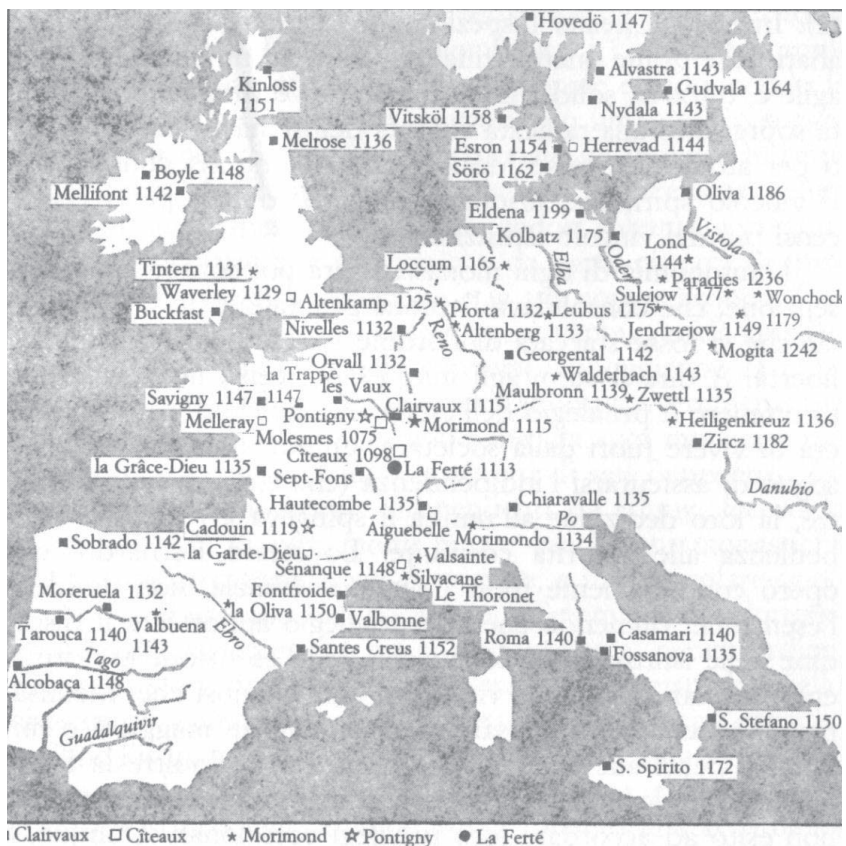 Hovedö 1147
Kinloss
1151
Alvastra 1143
Gudvala 1164
Nydala 1143
Vitsköl 1158
Melrose 1136
Esrom 1154
Herrevad 1144
Sörö 1162
Boyle 1148
Mellifont 1142
Oliva 1186
Eldena 1199
Kolbatz 1175
Vistola
Oder
Elba
Lond
1144
Loccum 1165
Paradies 1236
Tintern 1131
Waverley 1129
Altenkamp 1125
Pforta 1132
Leubus 1175
Sulejow 1177
Wonchock
1179
Buckfast
Reno
Altenberg 1133
Jendrzejow 1149
Nivelles 1132
Mogita 1242
Georgental 1142
Orvall 1132
Walderbach 1143
la Trappe
1147
les Vaux
Maulbronn 1139
Zwettl 1135
Savigny 1147
Clairvaux 1115
Pontigny
Morimond 1115
Heiligenkreuz 1136
Melleray
Molesmes 1075
Zircz 1182
Cîteaux 1098
la Grâce-Dieu 1135
La Ferté 1113
Sept-Fons
Danubio
Hautecombe 1135
Chiaravalle 1135
Po
Cadouin 1119
Aiguebelle
Morimondo 1134
Sobrado 1142
la Garde-Dieu
Valsainte
Sénanque 1148
Silvacane
Moreruela 1132
Fontfroide
Le Thoronet
la Oliva 1150
Tarouca 1140
Valbuena
1143
Ebro
Valbonne
Roma 1140
Casamari 1140
Fossanova 1135
Tago
Santes Creus 1152
Alcobaça 1148
Guadalquivir
S. Stefano 1150
S. Spirito 1172
Clairvaux Cîteaux Morimond Pontigny La Ferté